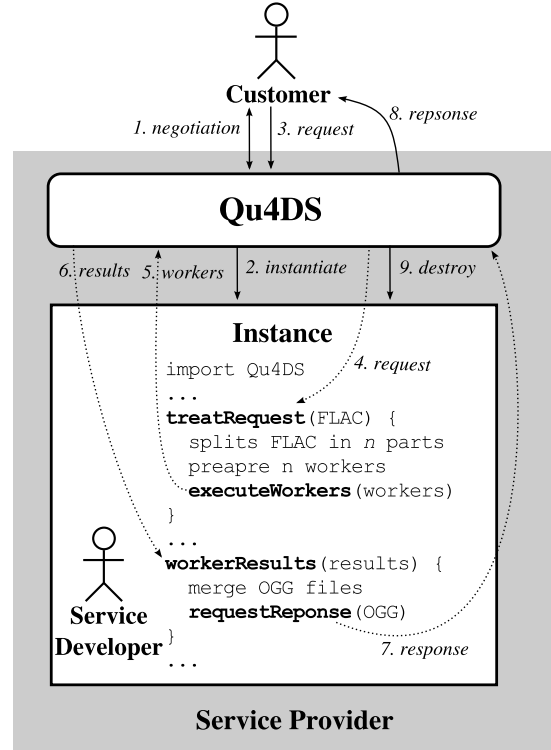 Customer
8. repsonse
1. negotiation
3. request
Qu4DS
6. results
5. workers
2. instantiate
9. destroy
Instance
4. request
import Qu4DS
...
treatRequest(FLAC) {
splits FLAC in n parts
preapre n workers
executeWorkers(workers)
}
...
workerResults(results) {
merge OGG files
requestReponse(OGG)
}
...
Service
Developer
7. response
Service Provider